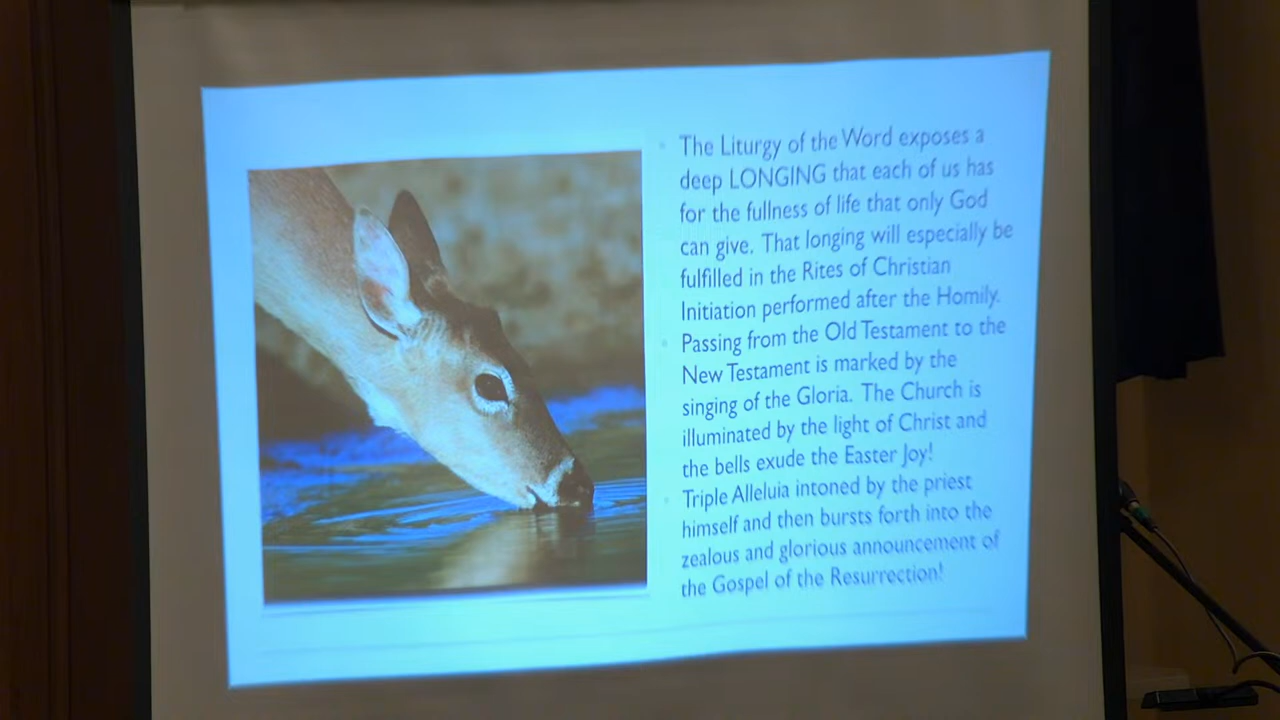 The Liturgy of the Word exposes a
deep LONGING that each of us has
for the fullness of life that only God
can give. That longing will especially be
fulfilled in the Rites of Christian
Initiation performed after the Homily.
Passing from the Old Testament to the
New Testament is marked by the
singing of the Gloria. The Church is
illuminated by the light of Christ and
the bells exude the Easter Joy!
Triple Alleluia intoned by the priest
himself and then bursts forth into the
zealous and glorious announcement of
the Gospel of the Resurrection!